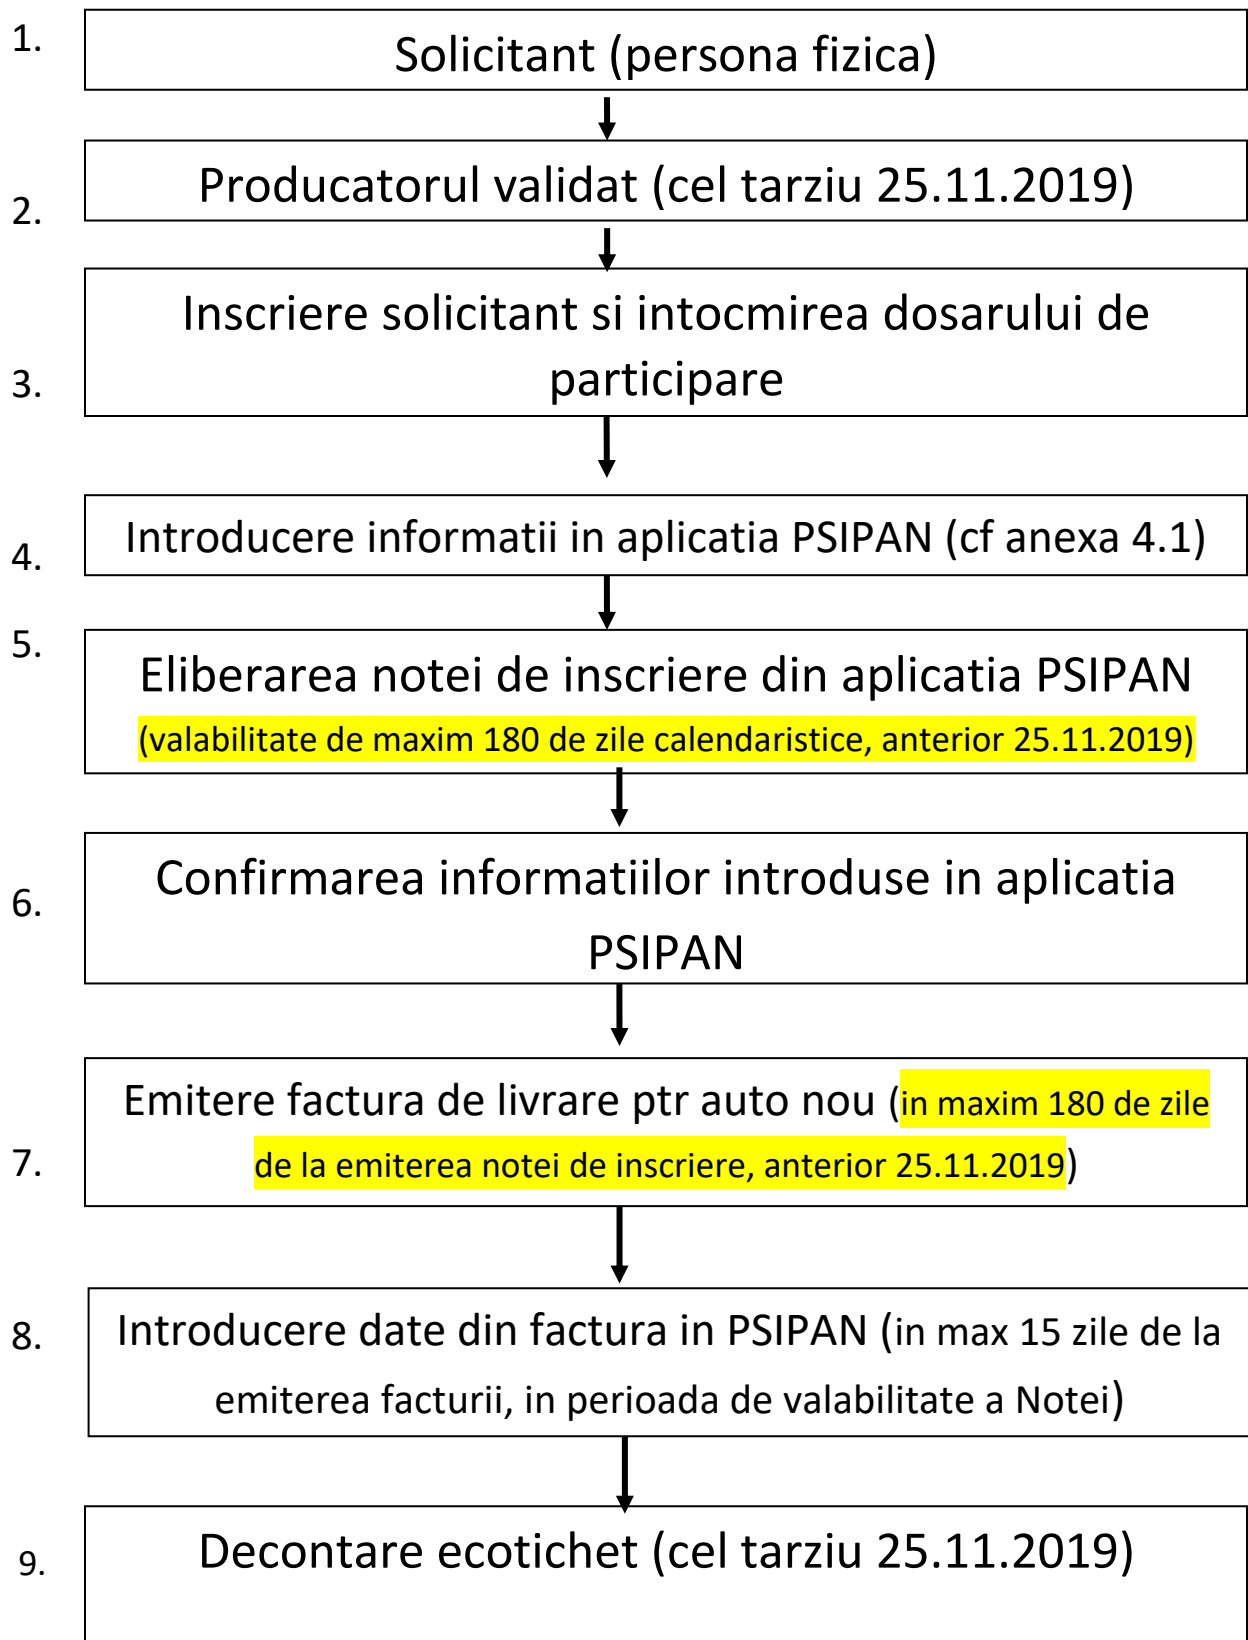 1.
Solicitant (persona fizica)
2.
Producatorul validat (cel tarziu 25.11.2019)
3.
Inscriere solicitant si intocmirea dosarului de
participare
4.
Introducere informatii in aplicatia PSIPAN (cf anexa 4.1)
5.
Eliberarea notei de inscriere din aplicatia PSIPAN
(valabilitate de maxim 180 de zile calendaristice, anterior 25.11.2019)
6.
Confirmarea informatiilor introduse in aplicatia
PSIPAN
7.
Emitere factura de livrare ptr auto nou (in maxim 180 de zile
de la emiterea notei de inscriere, anterior 25.11.2019)
8.
Introducere date din factura in PSIPAN (in max 15 zile de la
emiterea facturii, in perioada de valabilitate a Notei)
9.
Decontare ecotichet (cel tarziu 25.11.2019)